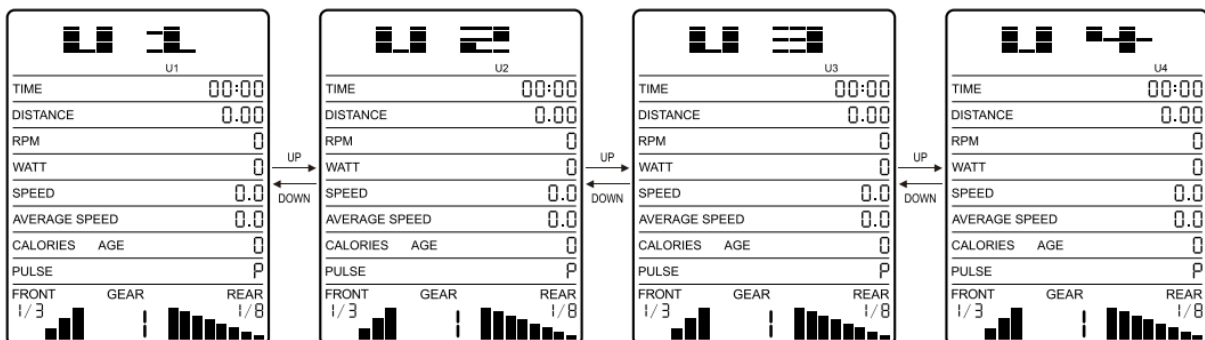 U 1
U1
TIME 00:00
DISTANCE 0.00
RPM 0
WATT 0
SPEED 0.0
AVERAGE SPEED 0.0
CALORIES AGE 0
PULSE P
FRONT GEAR REAR
1/3 1 1/8
UP
DOWN
U 2
U2
TIME 00:00
DISTANCE 0.00
RPM 0
WATT 0
SPEED 0.0
AVERAGE SPEED 0.0
CALORIES AGE 0
PULSE P
FRONT GEAR REAR
1/3 1 1/8
UP
DOWN
U 3
U3
TIME 00:00
DISTANCE 0.00
RPM 0
WATT 0
SPEED 0.0
AVERAGE SPEED 0.0
CALORIES AGE 0
PULSE P
FRONT GEAR REAR
1/3 1 1/8
UP
DOWN
U 4
U4
TIME 00:00
DISTANCE 0.00
RPM 0
WATT 0
SPEED 0.0
AVERAGE SPEED 0.0
CALORIES AGE 0
PULSE P
FRONT GEAR REAR
1/3 1 1/8